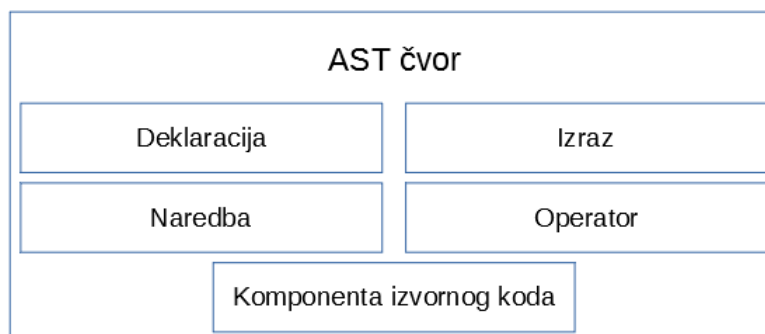 AST čvor
Deklaracija
Izraz
Naredba
Operator
Komponenta izvornog koda